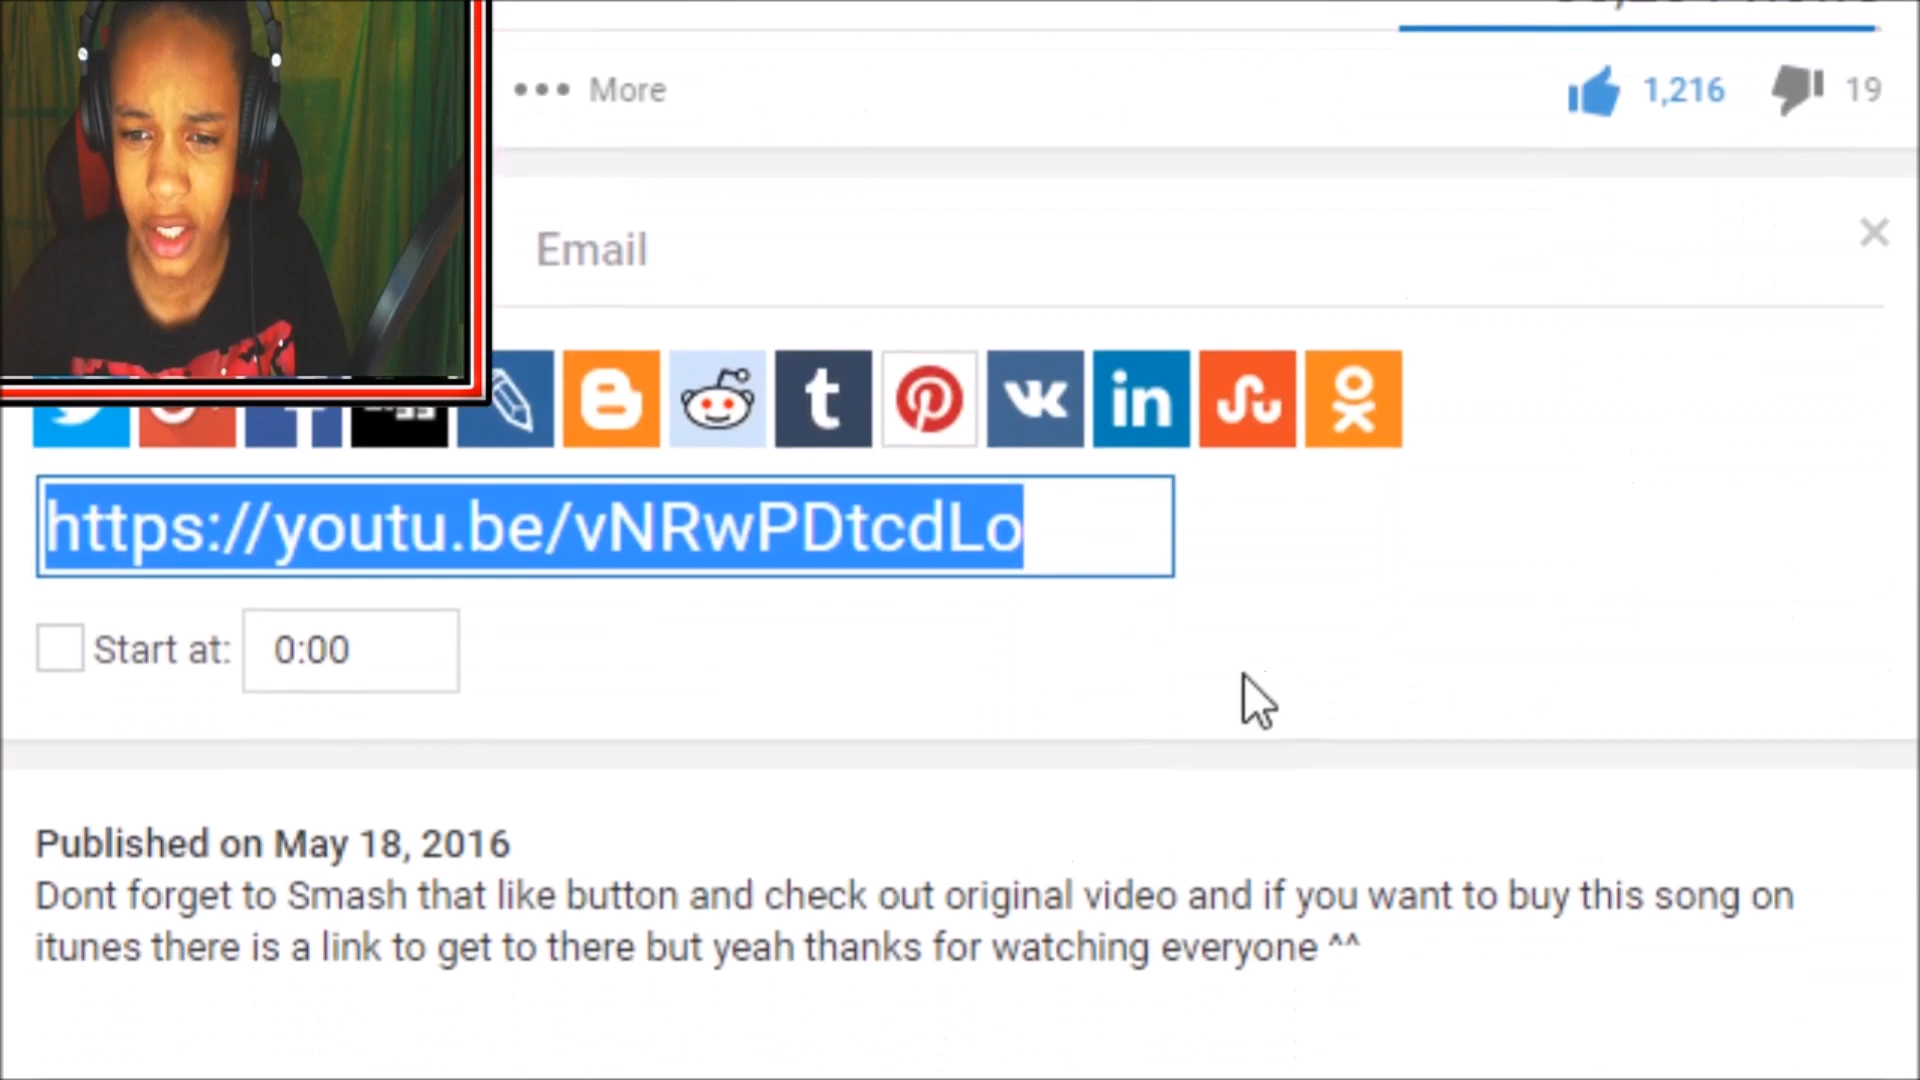 More
1,216
19
Email
https://youtu.be/vNRwPDtcdLo
Start at:
0:00
Published on May 18, 2016
Dont forget to Smash that like button and check out original video and if you want to buy this song on
itunes there is a link to get to there but yeah thanks for watching everyone ^^